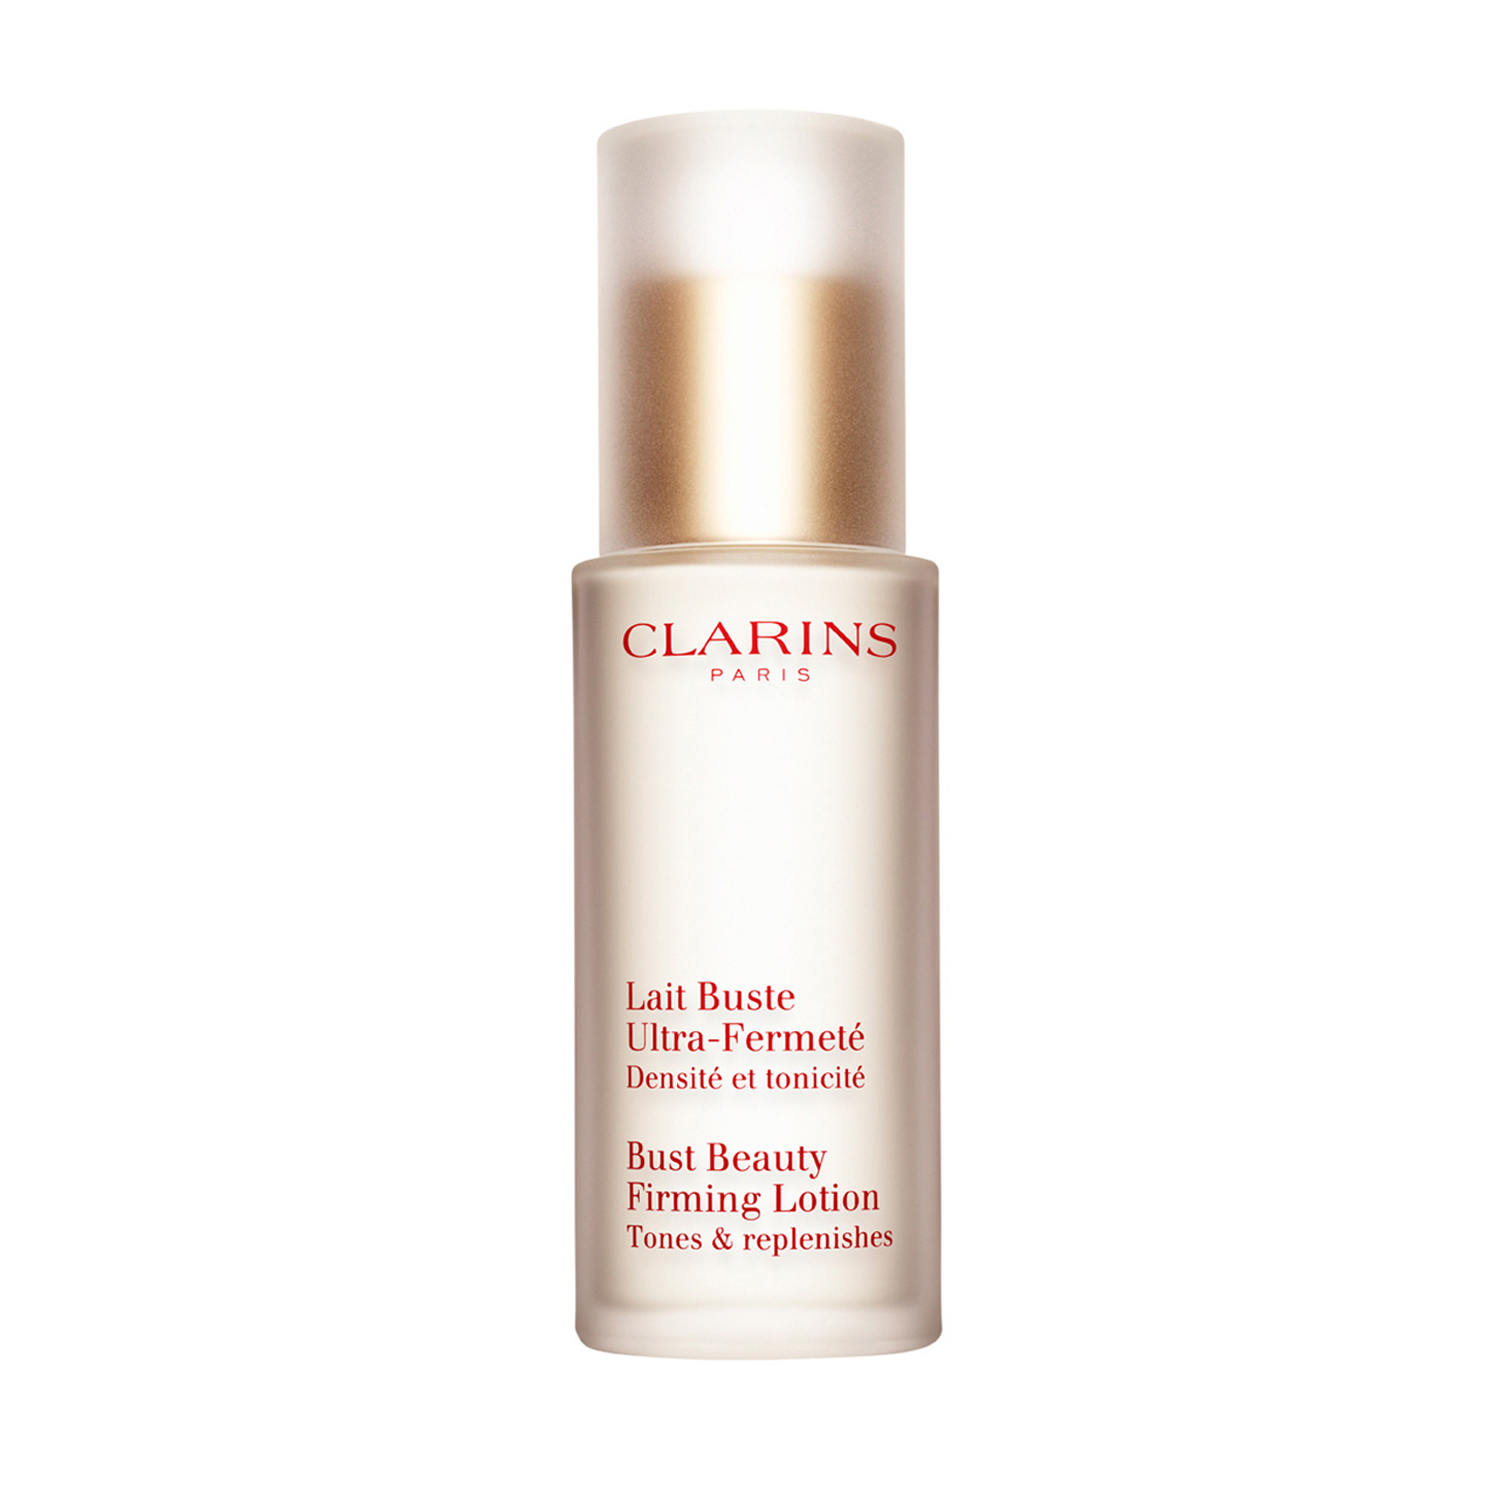 CLARINS
PARIS
Lait Buste
Ultra-Fermeté
Densité et tonicité
Bust Beauty
Firming Lotion
Tones & replenishes